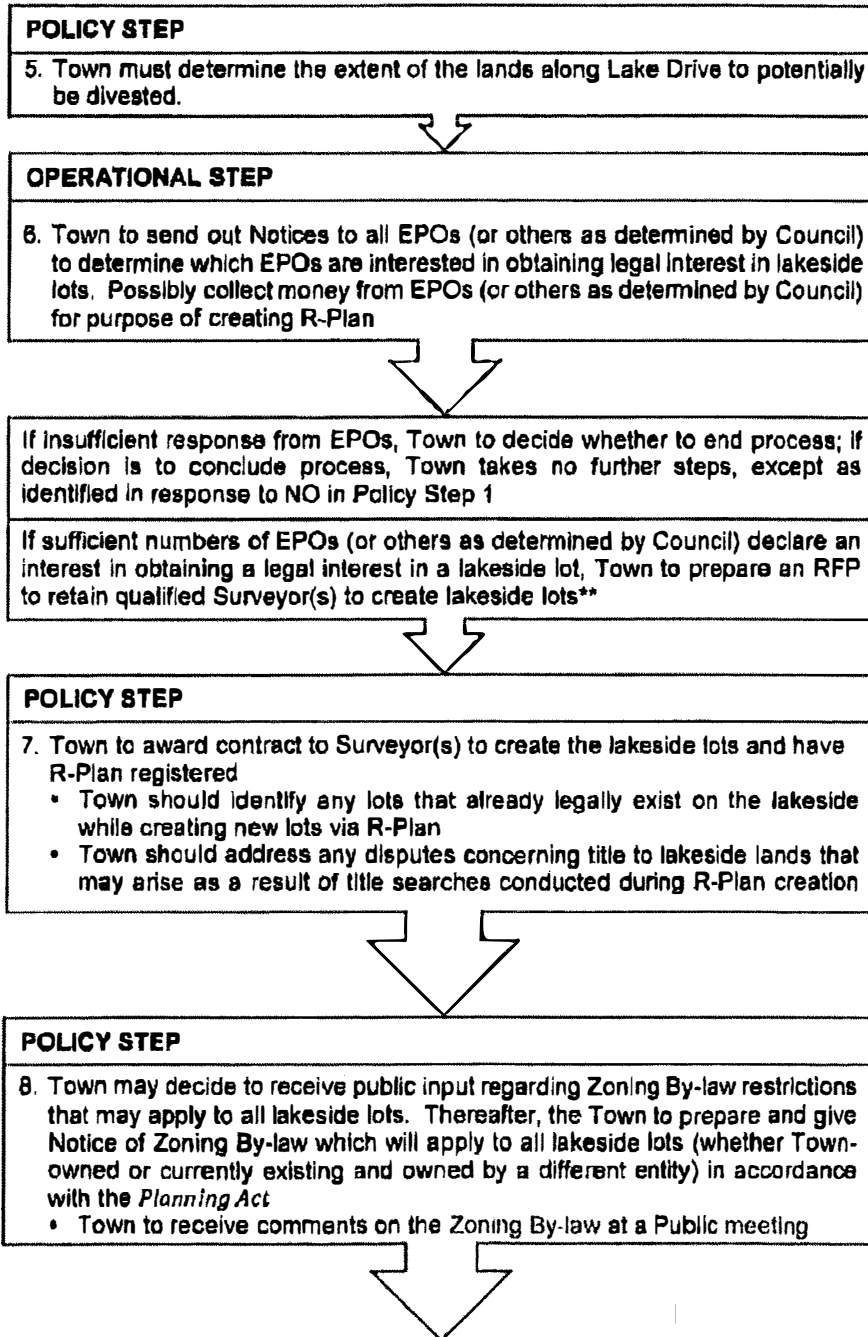 POLICY STEP
5. Town must determine the extent of the lands along Lake Drive to potentially
be divested.
OPERATIONAL STEP
6. Town to send out Notices to all EPOs (or others as determined by Council)
to determine which EPOs are interested in obtaining legal interest in lakeside
lots. Possibly collect money from EPOs (or others as determined by Council)
for purpose of creating R-Plan
If insufficient response from EPOs, Town to decide whether to end process; if
decision is to conclude process, Town takes no further steps, except as
identified in response to NO in Policy Step 1
If sufficient numbers of EPOs (or others as determined by Council) declare an
interest in obtaining a legal interest in a lakeside lot, Town to prepare an RFP
to retain qualified Surveyor(s) to create lakeside lots**
POLICY STEP
7. Town to award contract to Surveyor(s) to create the lakeside lots and have
R-Plan registered
• Town should identify any lots that already legally exist on the lakeside
while creating new lots via R-Plan
• Town should address any disputes concerning title to lakeside lands that
may arise as a result of title searches conducted during R-Plan creation
POLICY STEP
8. Town may decide to receive public input regarding Zoning By-law restrictions
that may apply to all lakeside lots. Thereafter, the Town to prepare and give
Notice of Zoning By-law which will apply to all lakeside lots (whether Town-
owned or currently existing and owned by a different entity) in accordance
with the Planning Act
• Town to receive comments on the Zoning By-law at a Public meeting